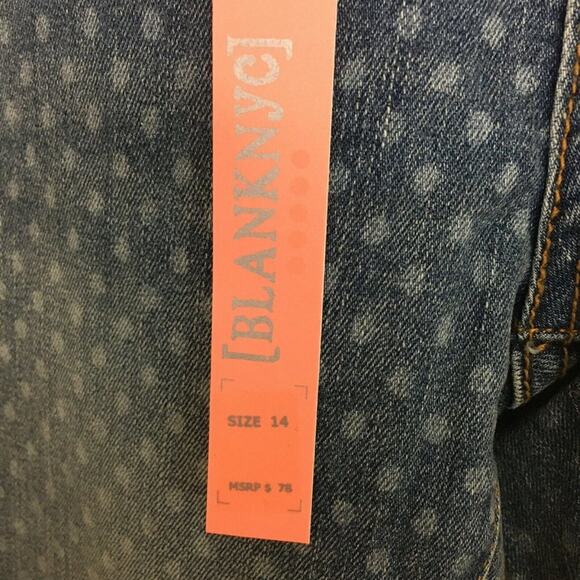 [BLANKNYC]
SIZE 14
MSRP $ 78